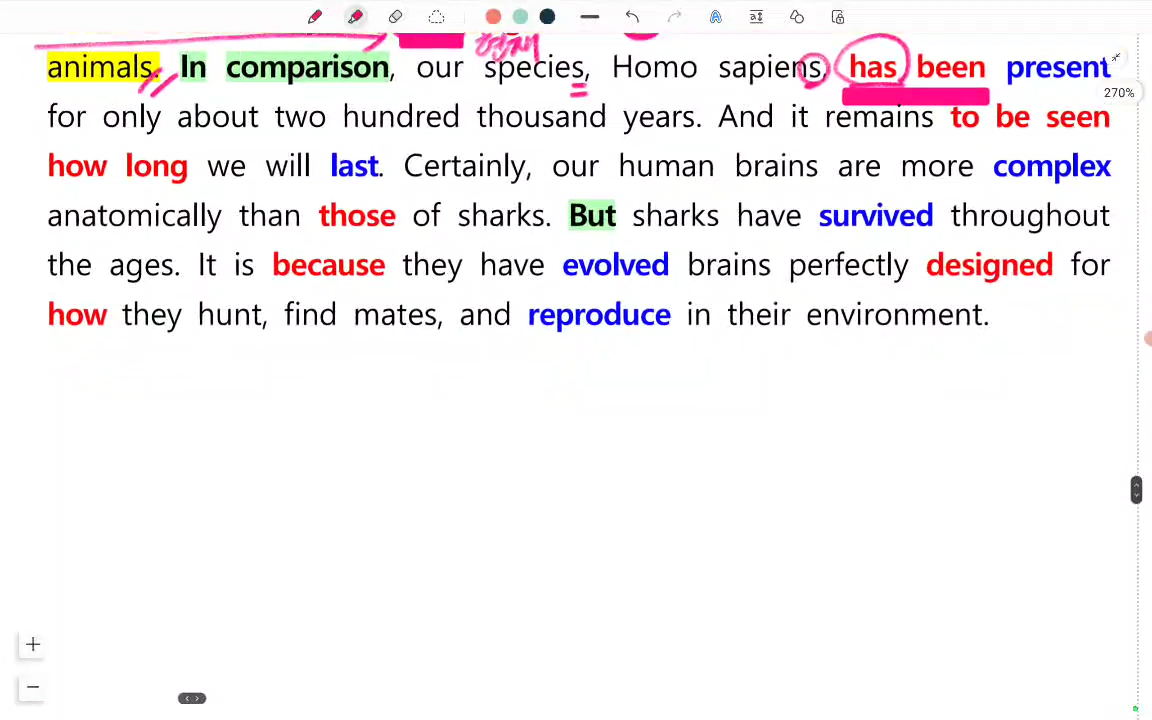 270%
animals. In comparison, our species, Homo sapiens, has been present
for only about two hundred thousand years. And it remains to be seen
how long we will last. Certainly, our human brains are more complex
anatomically than those of sharks. But sharks have survived throughout
the ages. It is because they have evolved brains perfectly designed for
how they hunt, find mates, and reproduce in their environment.